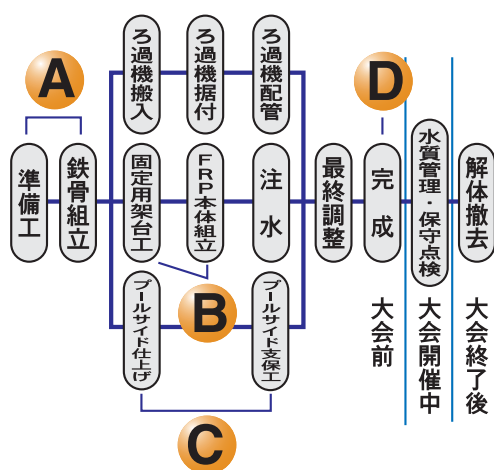 A
準備工
鉄骨組立
ろ過機搬入
ろ過機据付
ろ過機配管
固定用架台工
FRP本体組立
注水
B
プールサイド仕上げ
プールサイド支保工
C
最終調整
D
完成
水質管理・保守点検
解体撤去
大会前
大会開催中
大会終了後